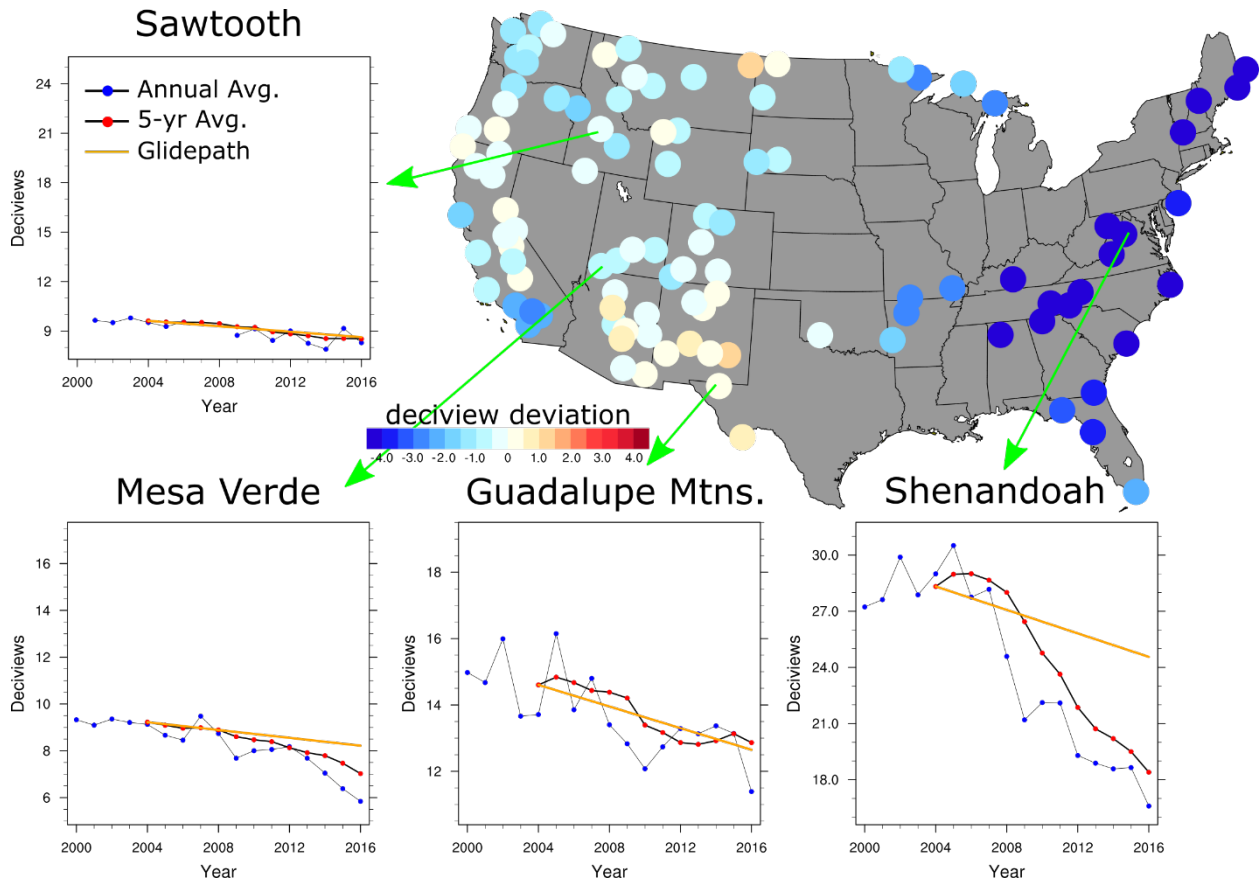 Sawtooth
24
21
18
15
12
9
Deciviews
Annual Avg.
5-yr Avg.
Glidepath
2000 2004 2008 2012 2016
Year
deciview deviation
-4.0 -3.0 -2.0 -1.0 0 1.0 2.0 3.0 4.0
Mesa Verde
16
14
12
10
8
6
Deciviews
2000 2004 2008 2012 2016
Year
Guadalupe Mtns.
18
16
14
12
Deciviews
2000 2004 2008 2012 2016
Year
Shenandoah
30.0
27.0
24.0
21.0
18.0
Deciviews
2000 2004 2008 2012 2016
Year